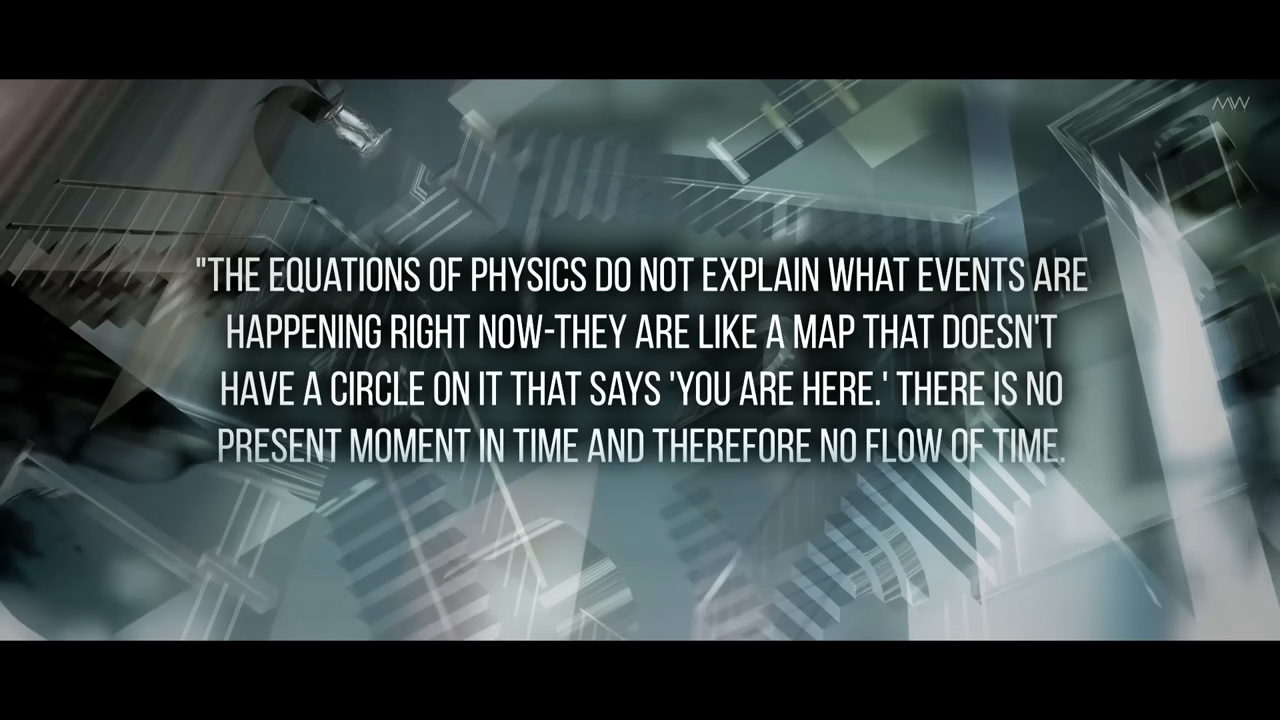 MW
"THE EQUATIONS OF PHYSICS DO NOT EXPLAIN WHAT EVENTS ARE
HAPPENING RIGHT NOW-THEY ARE LIKE A MAP THAT DOESN'T
HAVE A CIRCLE ON IT THAT SAYS 'YOU ARE HERE.' THERE IS NO
PRESENT MOMENT IN TIME AND THEREFORE NO FLOW OF TIME.